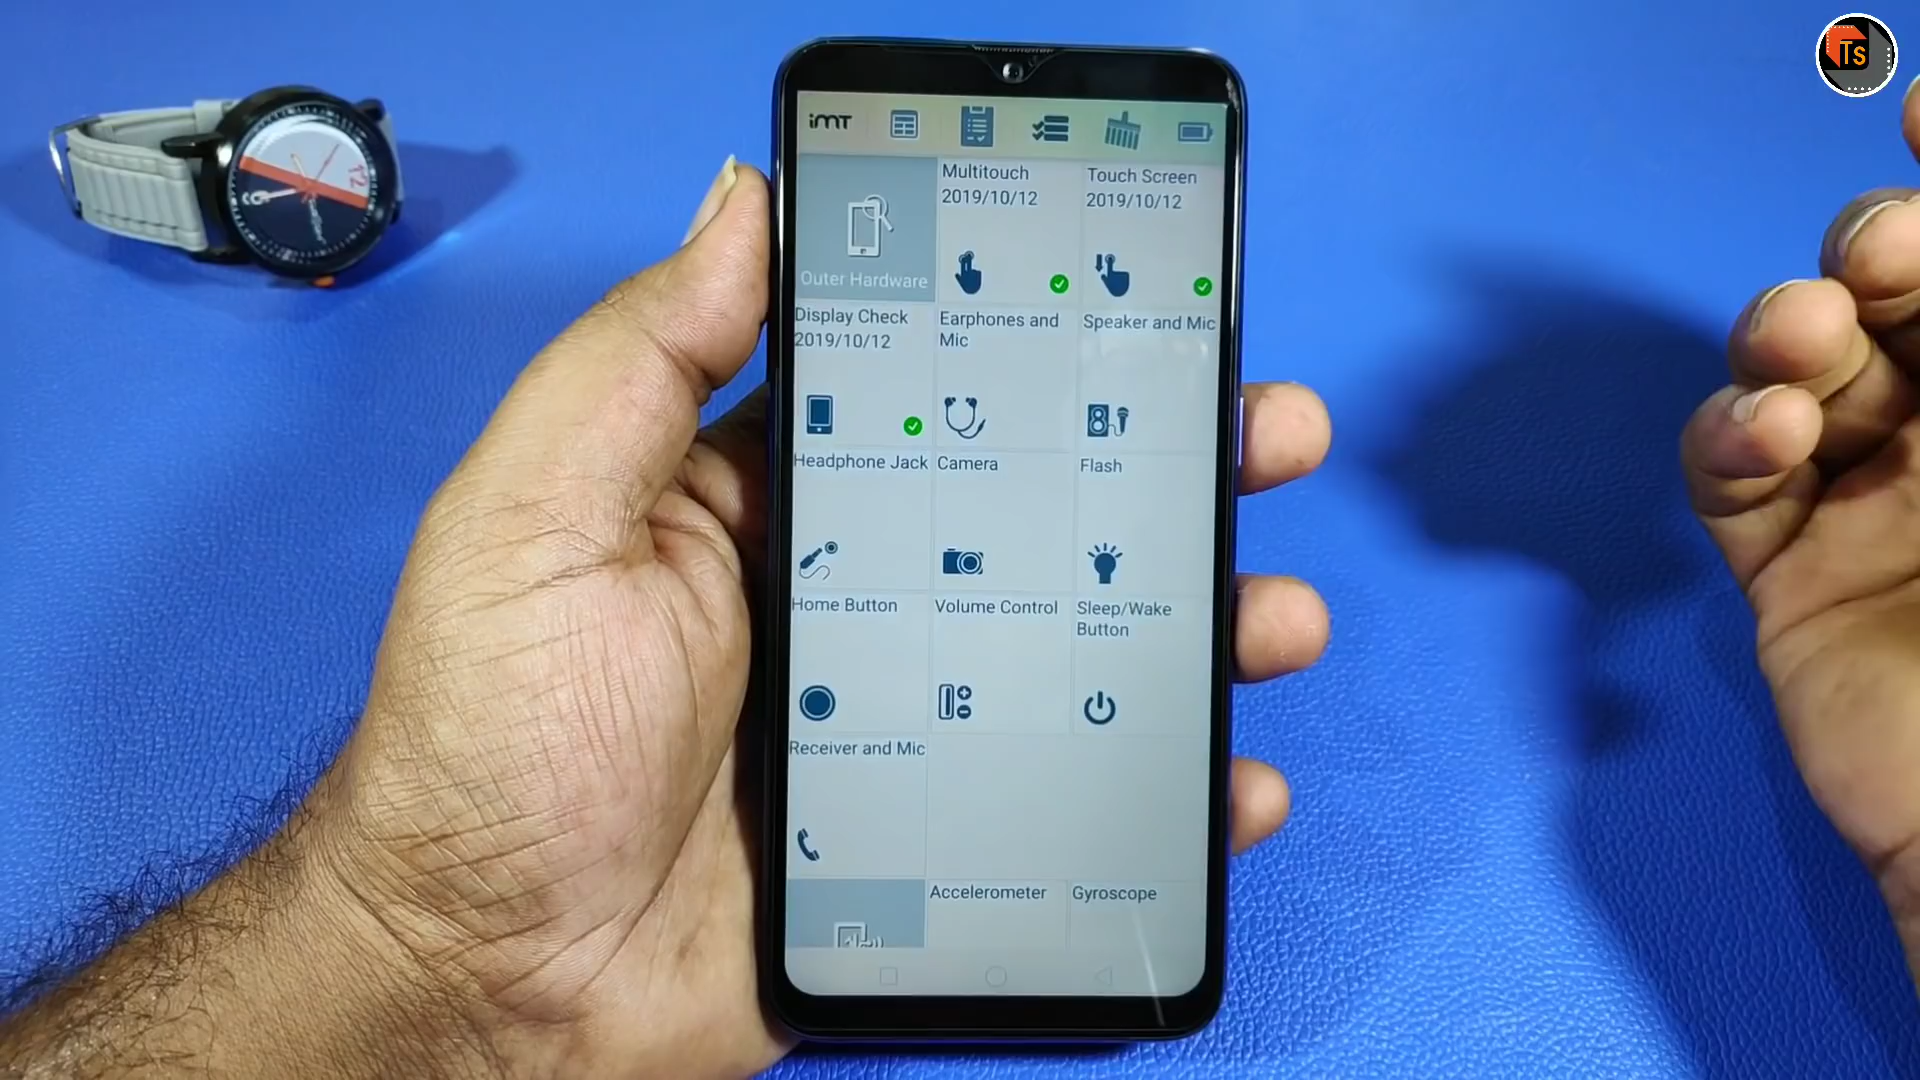 Ts
imt
Outer Hardware
Multitouch
2019/10/12
Touch Screen
2019/10/12
Display Check
2019/10/12
Earphones and
Mic
Speaker and Mic
Headphone Jack
Camera
Flash
Home Button
Volume Control
Sleep/Wake
Button
Receiver and Mic
Accelerometer
Gyroscope
12
6